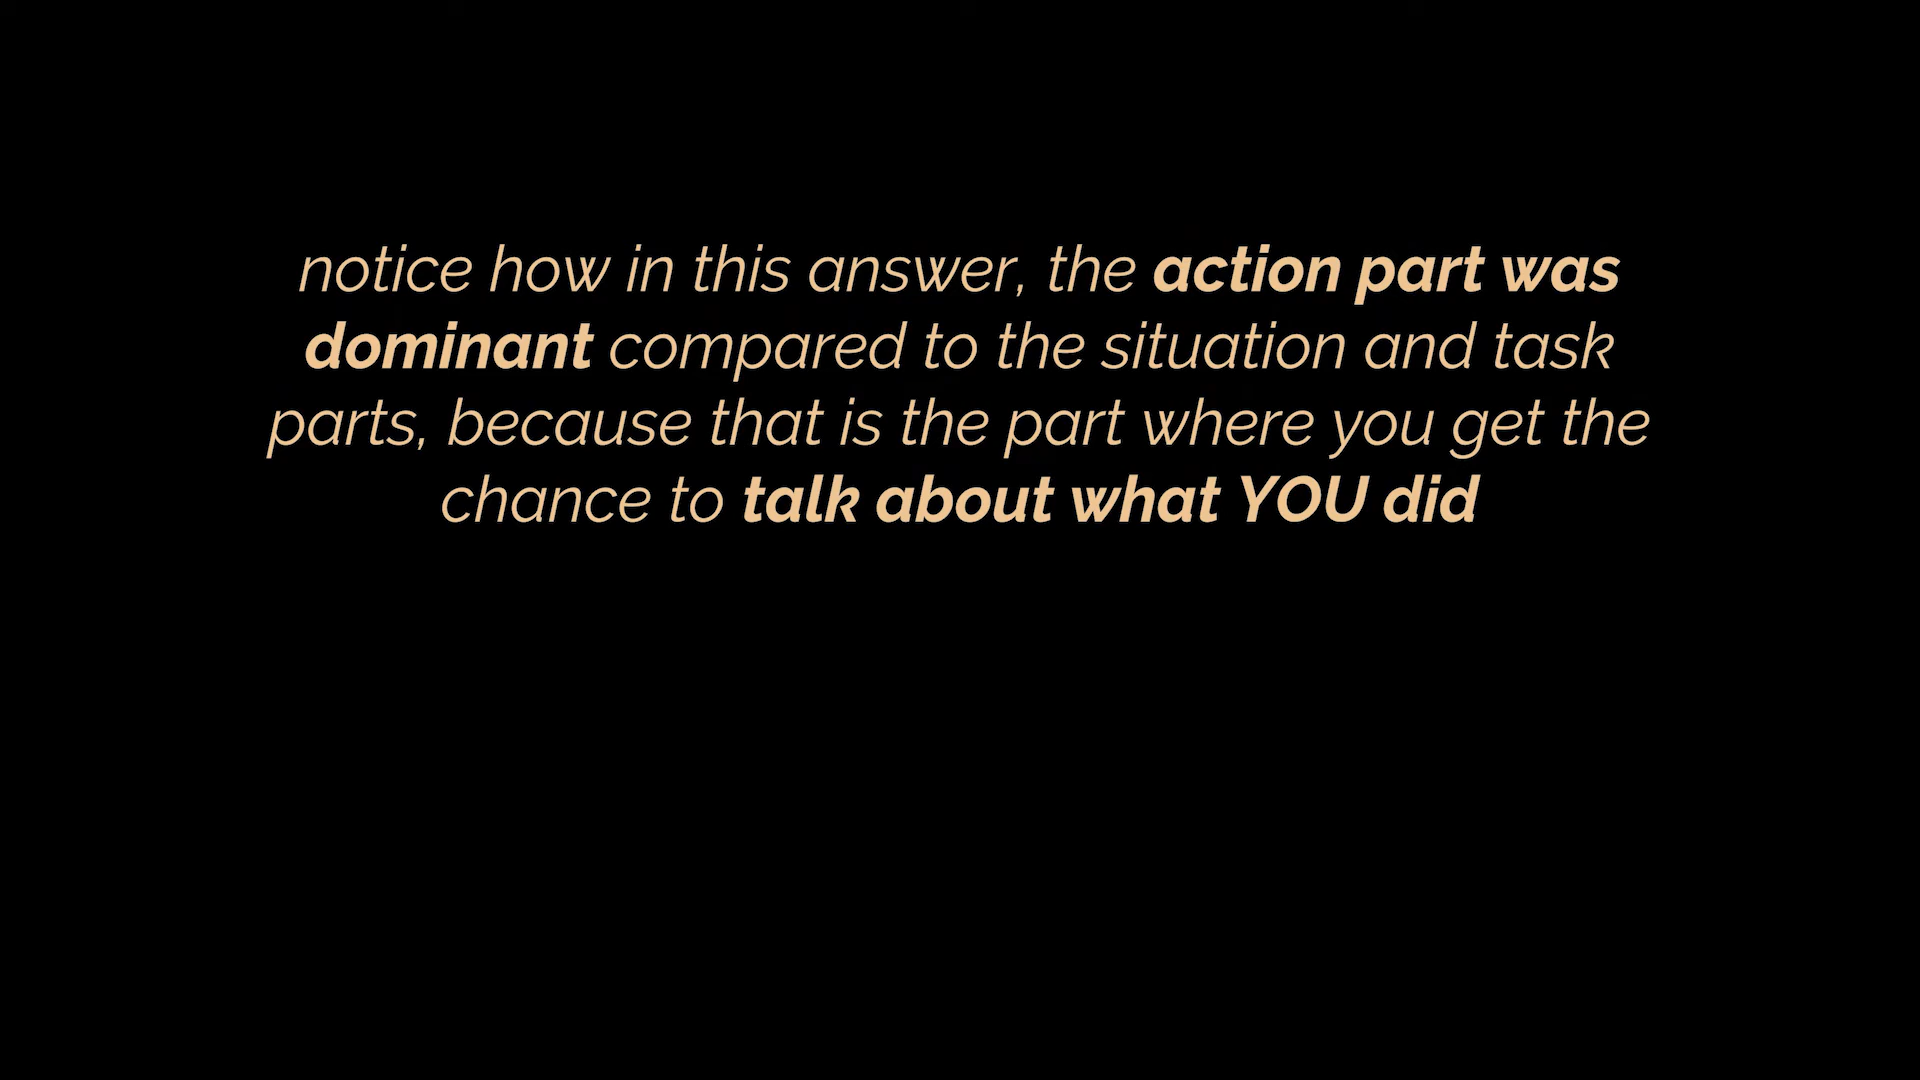 notice how in this answer, the action part was
dominant compared to the situation and task
parts, because that is the part where you get the
chance to talk about what YOU did